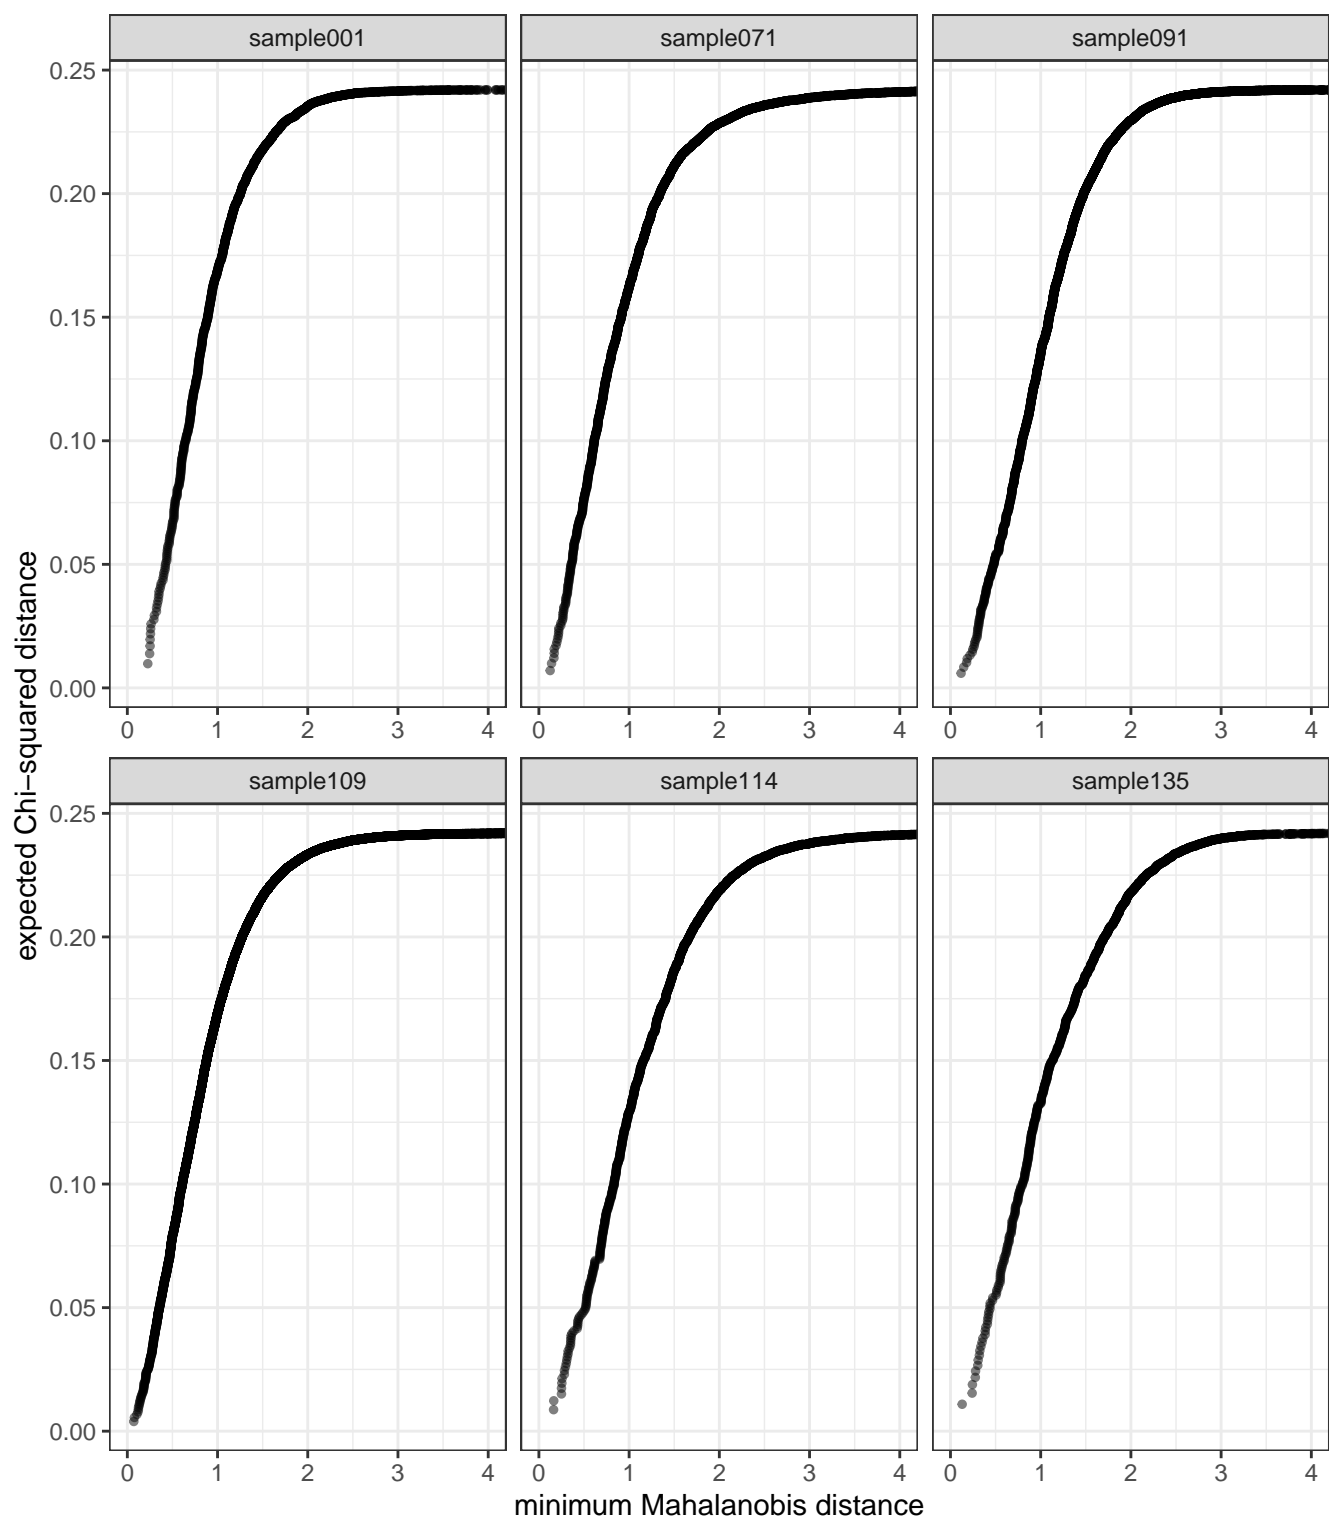 sample001 sample071 sample091
0.25
0.20
0.15
0.10
0.05
0.00
0 1 2 3 4 0 1 2 3 4 0 1 2 3 4
expected Chi−squared distance
sample109 sample114 sample135
0.25
0.20
0.15
0.10
0.05
0.00
0 1 2 3 4 0 1 2 3 4 0 1 2 3 4
minimum Mahalanobis distance